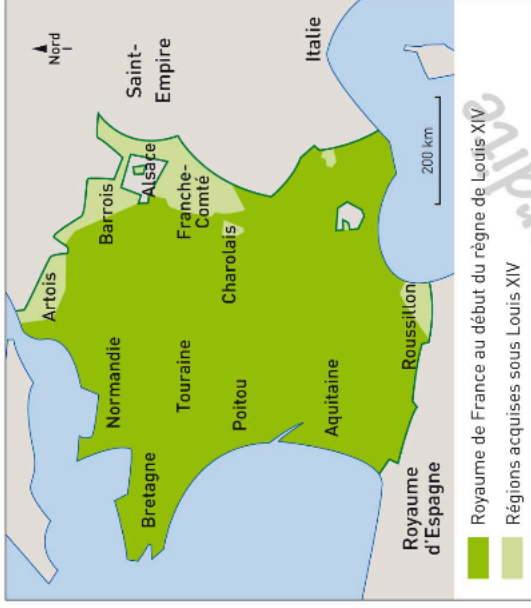 Nord
Saint-
Empire
Italie
Artois
Barrois
Alsace
Franche-
Comté
Charolais
Normandie
Bretagne
Touraine
Poitou
Aquitaine
Roussillon
Royaume
d'Espagne
200 km
Royaume de France au début du règne de Louis XIV
Régions acquises sous Louis XIV